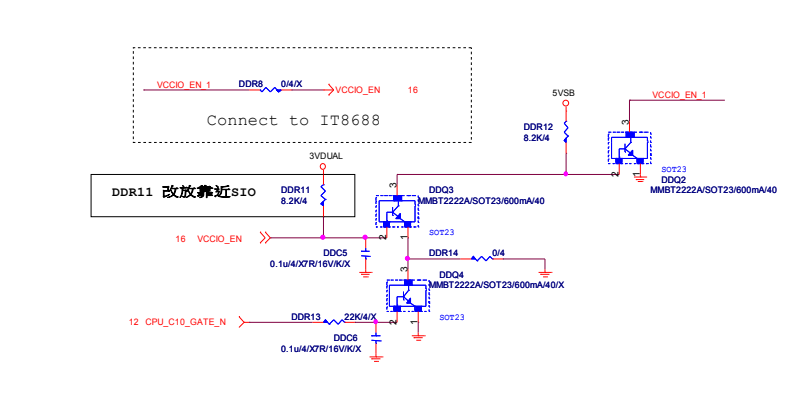 VCCIO_EN_1
DDR8
0/4/X
VCCIO_EN
16
Connect to IT8688
5VSB
VCCIO_EN_1
3
DDR12
8.2K/4
SOT23
2
1
DDQ2
MMBT2222A/SOT23/600mA/40
3VDUAL
DDR11 改放靠近SIO
DDR11
8.2K/4
3
DDQ3
MMBT2222A/SOT23/600mA/40
16
VCCIO_EN
2
1
SOT23
DDC5
0.1u/4/X7R/16V/K/X
DDR14
0/4
3
DDQ4
MMBT2222A/SOT23/600mA/40/X
12
CPU_C10_GATE_N
DDR13
22K/4/X
2
1
SOT23
DDC6
0.1u/4/X7R/16V/K/X